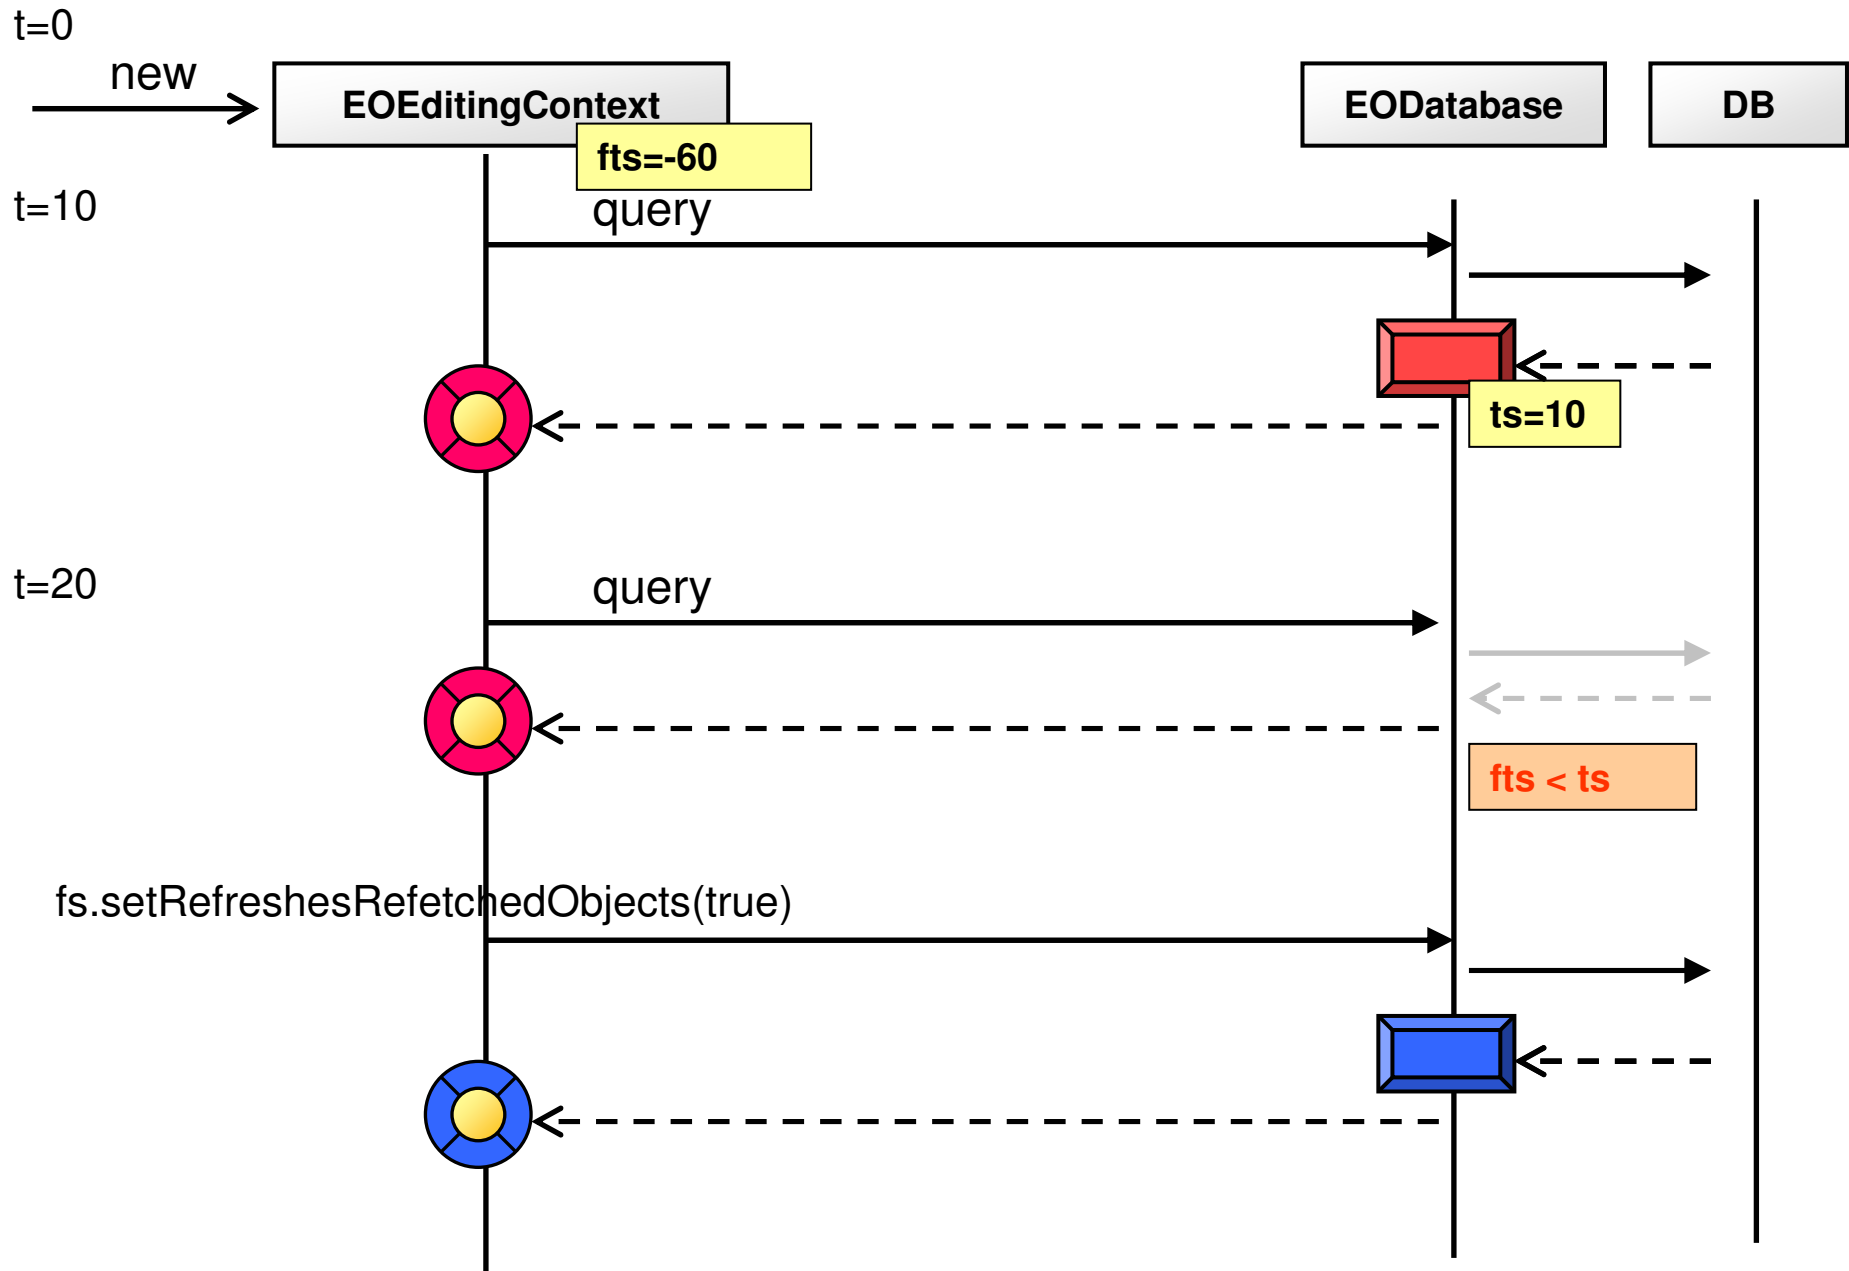 t=0
new
EOEditingContext
EODatabase
DB
fts=-60
t=10
query
ts=10
t=20
query
fts < ts
fs.setRefreshesRefetchedObjects(true)